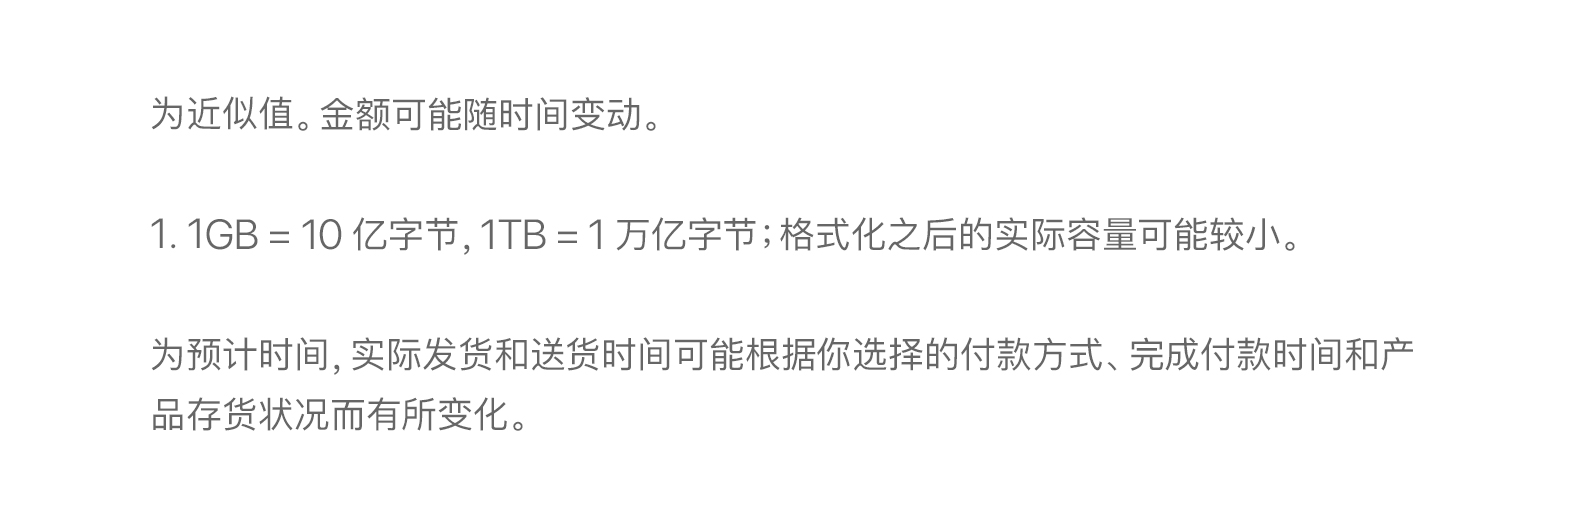 为近似值。金额可能随时间变动。
1. 1GB = 10 亿字节, 1TB = 1 万亿字节；格式化之后的实际容量可能较小。
为预计时间, 实际发货和送货时间可能根据你选择的付款方式、完成付款时间和产
品存货状况而有所变化。